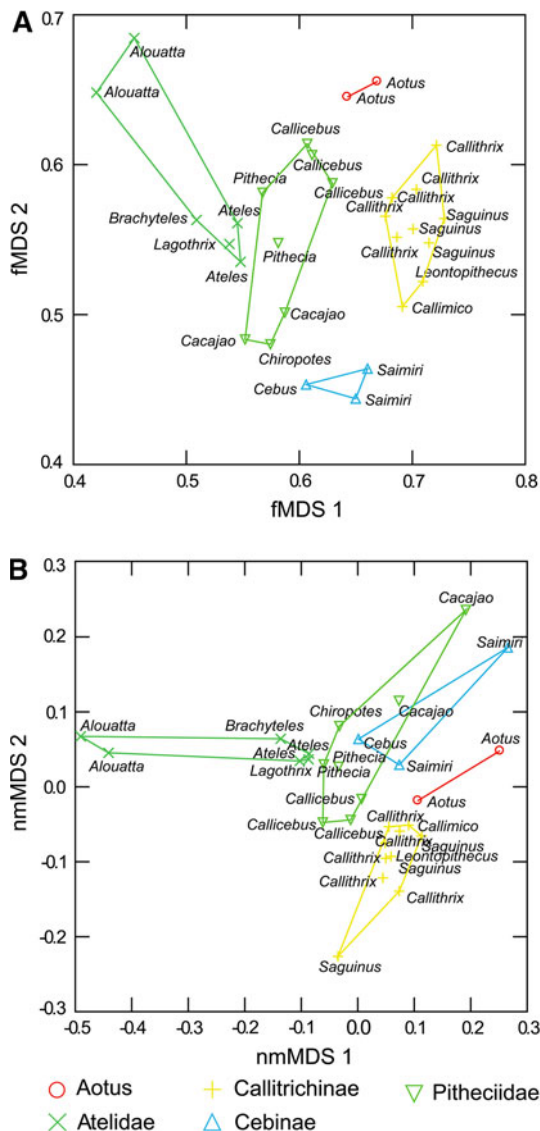 A
0.7
Alouatta
Aotus
Alouatta
Aotus
Callicebus
Callithrix
0.6
Callicebus
Pithecia
Callithrix
Callicebus
Callithrix
Ateles
Callithrix
Saguinus
Brachyteles
Saguinus
Lagothrix
Callithrix
Saguinus
Pithecia
Ateles
Leontopithecus
fMDS 2
0.5
Cacajao
Callimico
Cacajao
Chiropotes
Saimiri
Cebus
Saimiri
0.4
0.4 0.5 0.6 0.7 0.8
fMDS 1
B
0.3
Cacajao
Saimiri
0.2
0.1
Chiropotes
Cacajao
Alouatta
Brachyteles
Aotus
Ateles
Cebus
Ateles
Pithecia
Alouatta
Lagothrix
Pithecia
Saimiri
nmMDS 2
0.0
Callicebus
Aotus
Callithrix
Callicebus
Callicebus
Callimico
Callithrix
Saguinus
-0.1
Callithrix
Leontopithecus
Saguinus
Callithrix
Callithrix
-0.2
Saguinus
-0.3
-0.5 -0.4 -0.3 -0.2 -0.1 0.0 0.1 0.2 0.3
nmMDS 1
Aotus
Callitrichinae
Pitheciidae
Atelidae
Cebinae